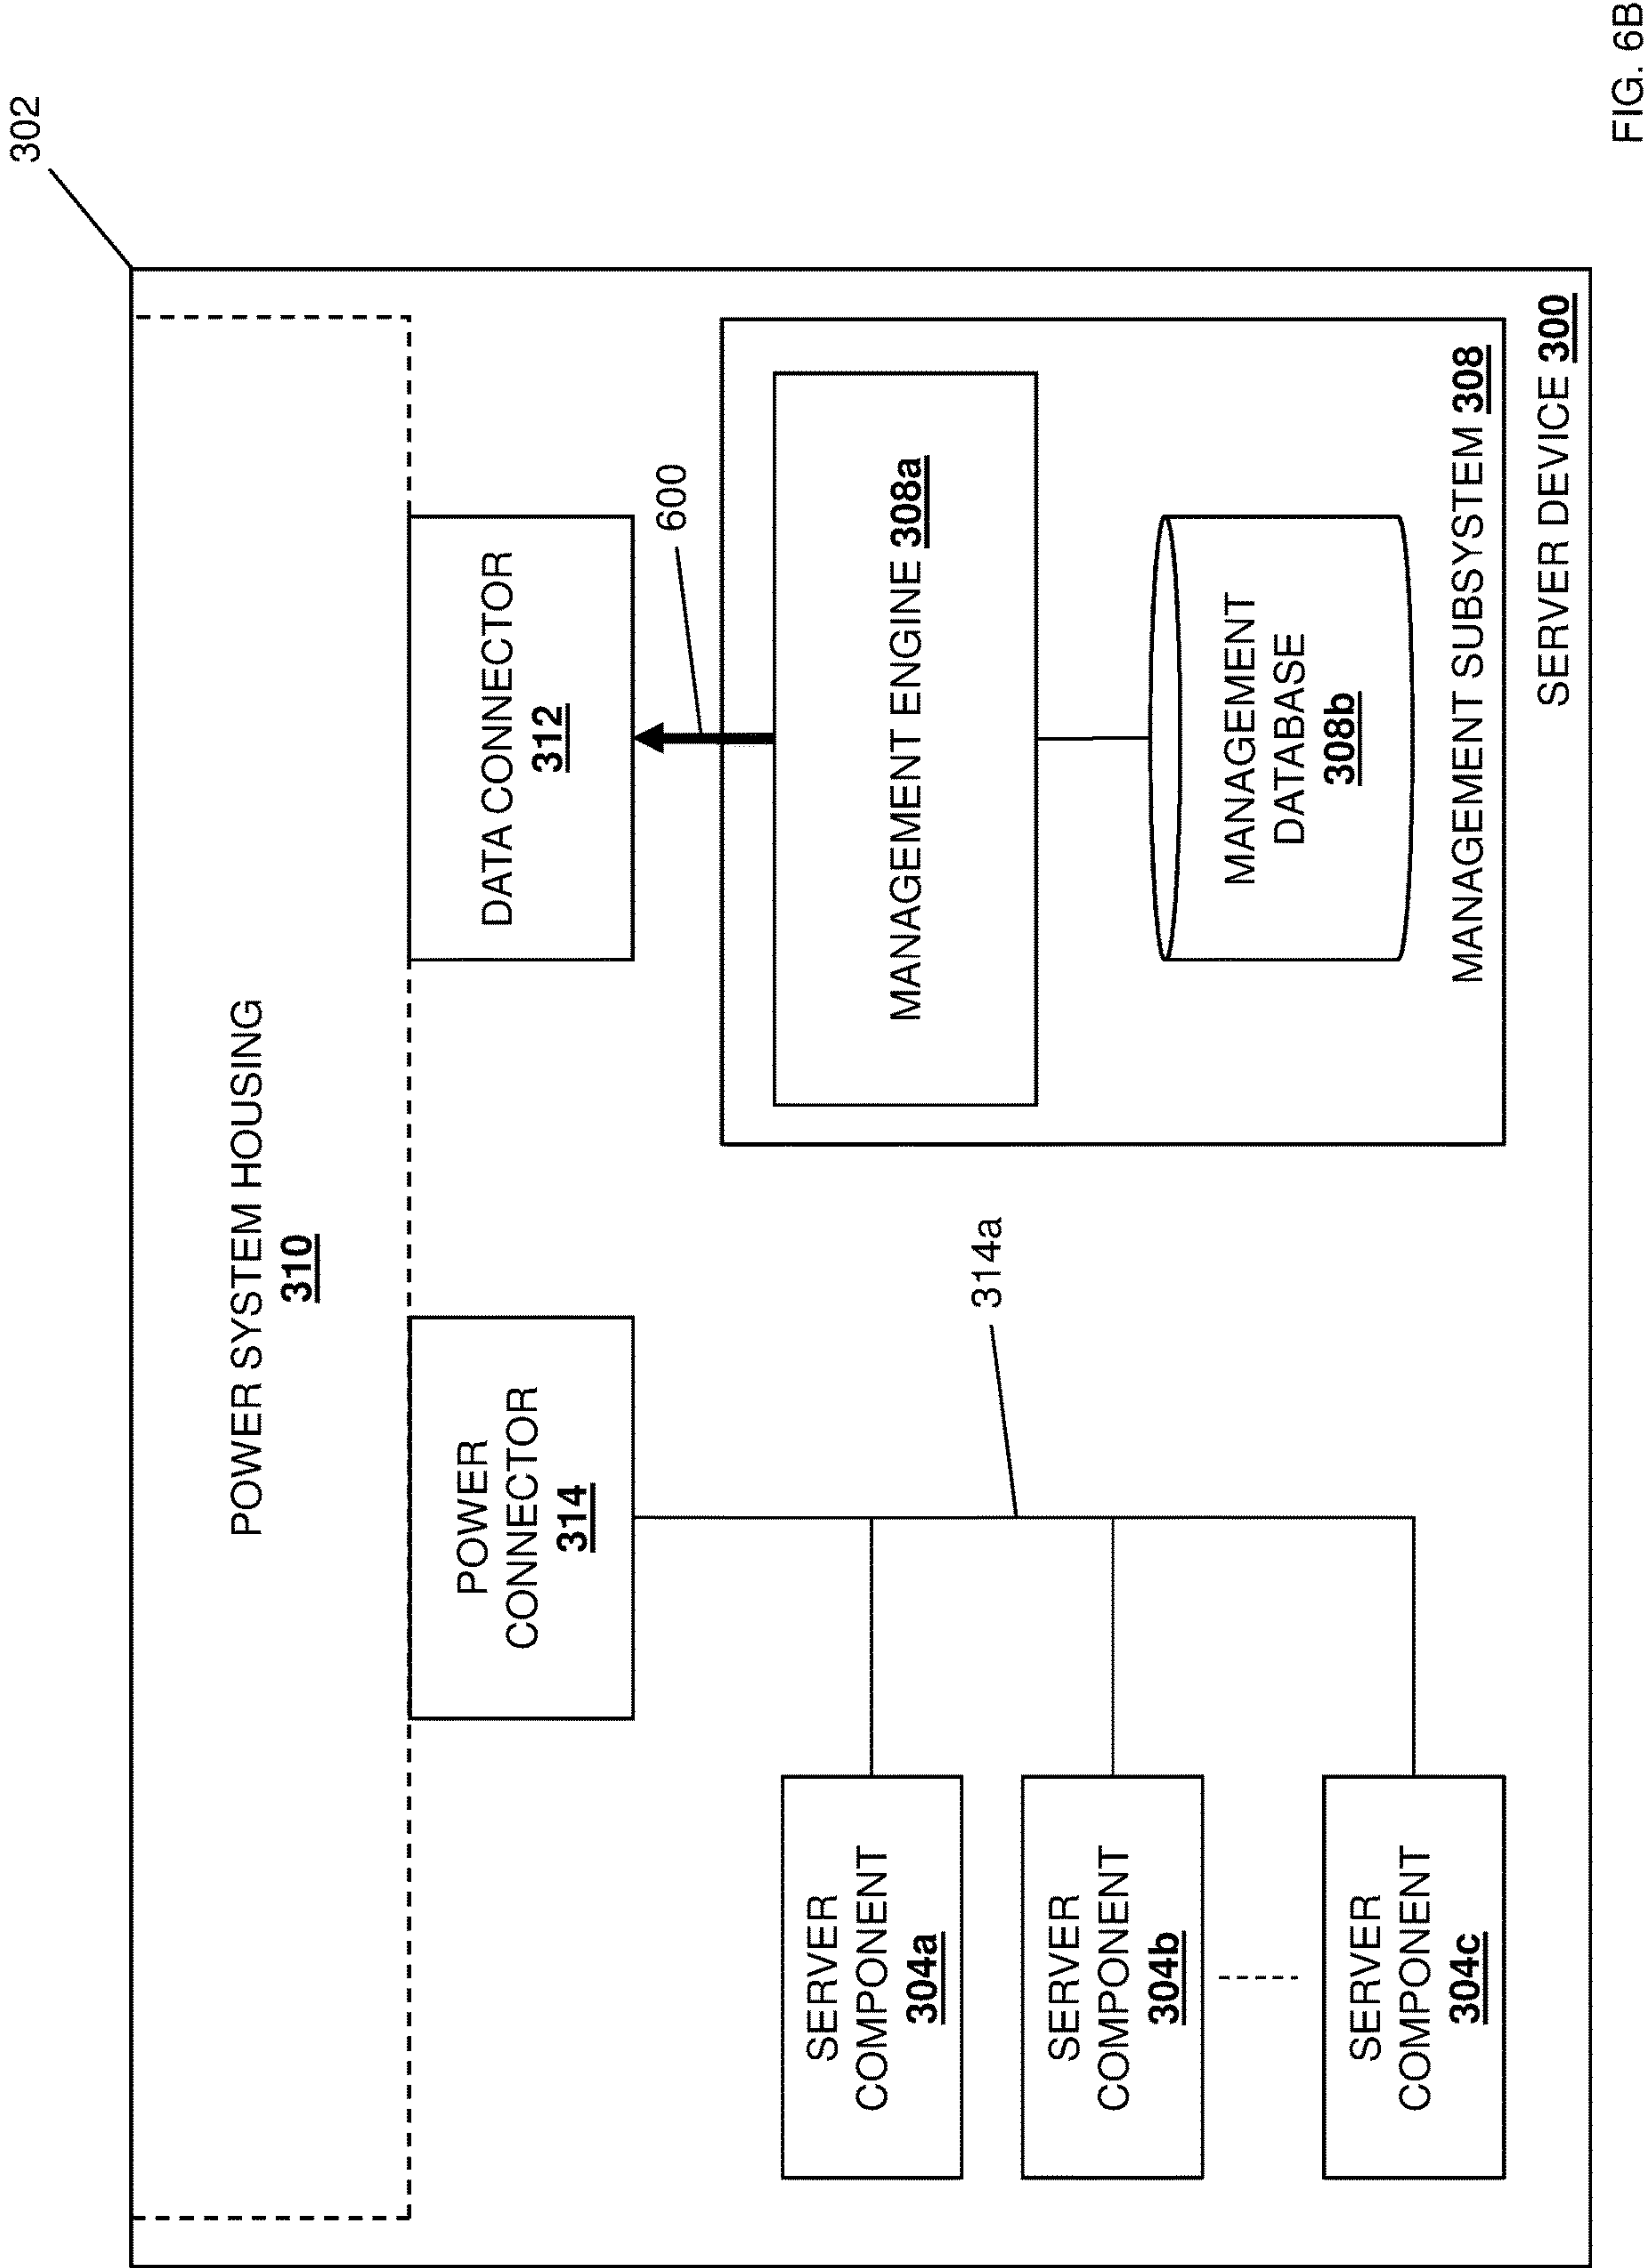 302
POWER SYSTEM HOUSING
310
POWER
CONNECTOR
314
DATA CONNECTOR
312
600
314a
SERVER
COMPONENT
304a
SERVER
COMPONENT
304b
SERVER
COMPONENT
304c
MANAGEMENT ENGINE 308a
MANAGEMENT
DATABASE
308b
MANAGEMENT SUBSYSTEM 308
SERVER DEVICE 300
FIG. 6B